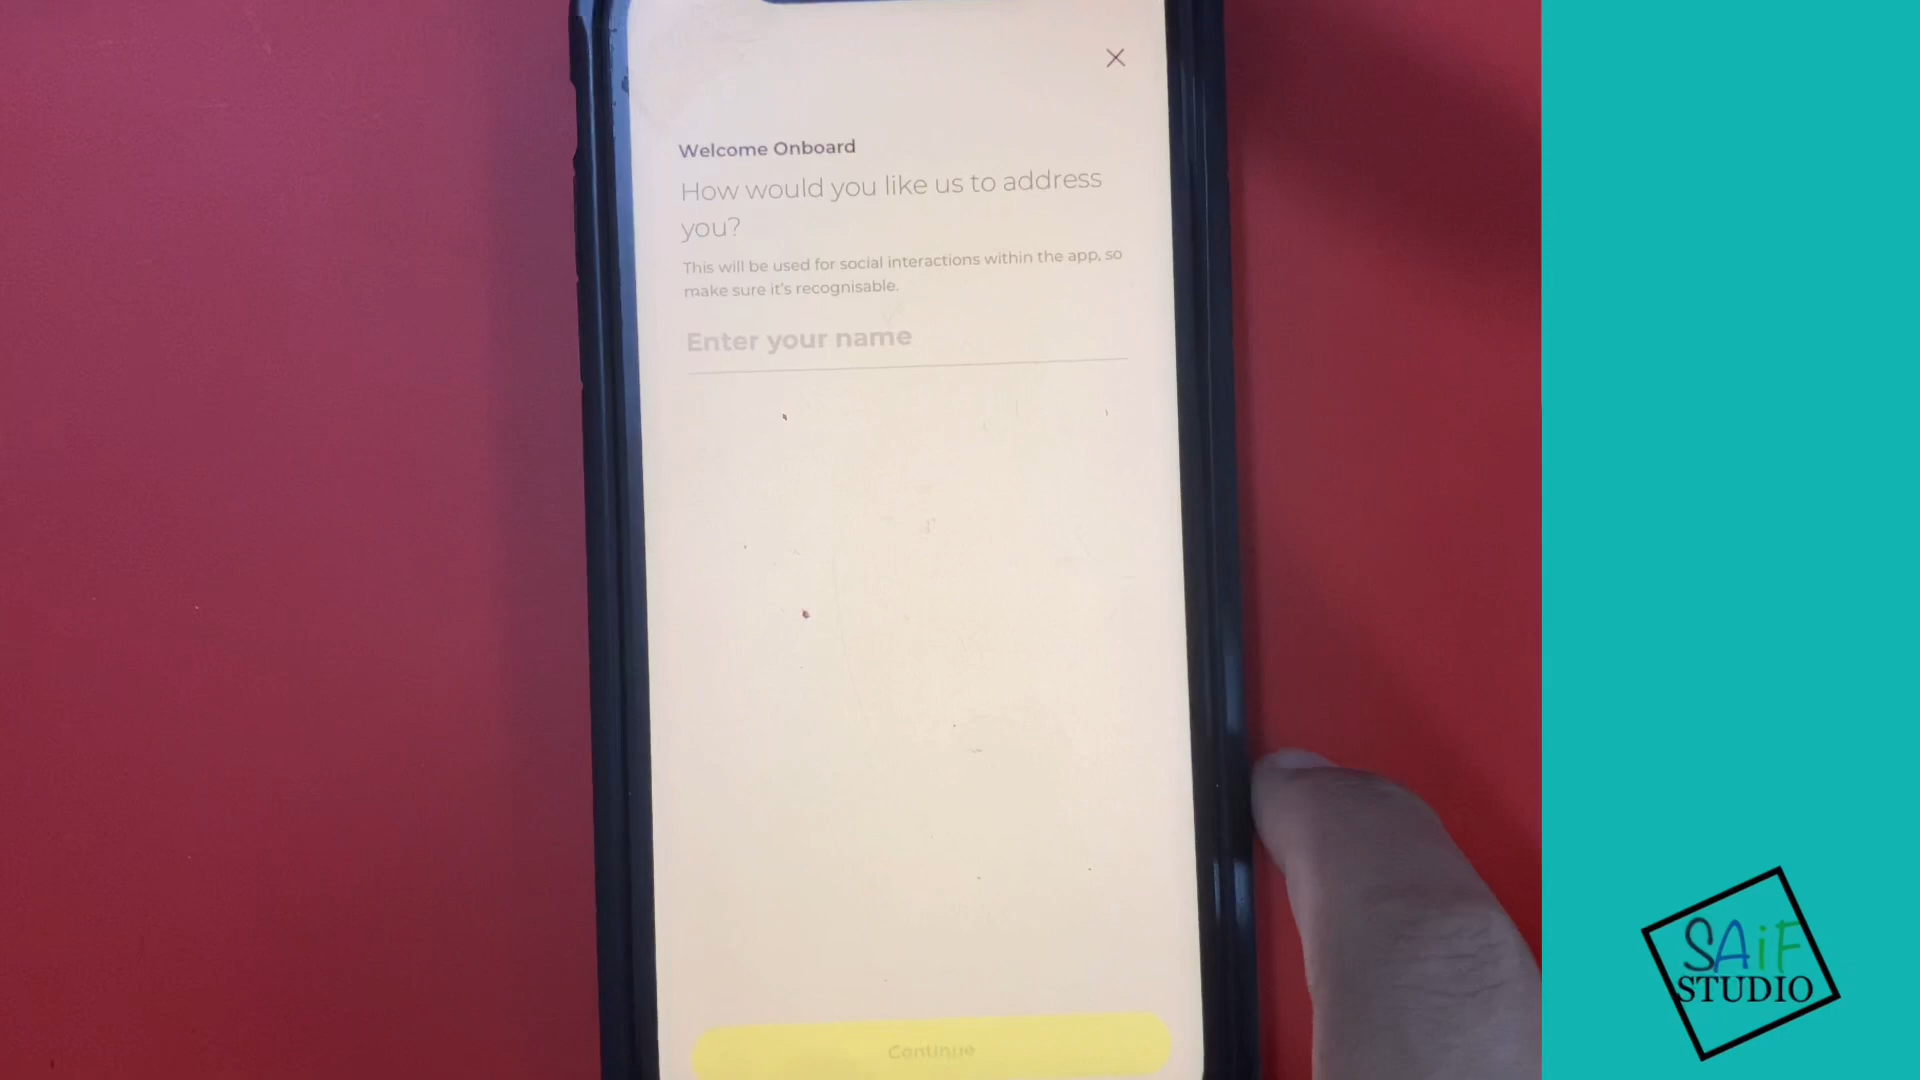 Welcome Onboard
How would you like us to address
you?
This will be used for social interactions within the app, so
make sure it's recognisable.
Enter your name
Continue
SAiF
STUDIO